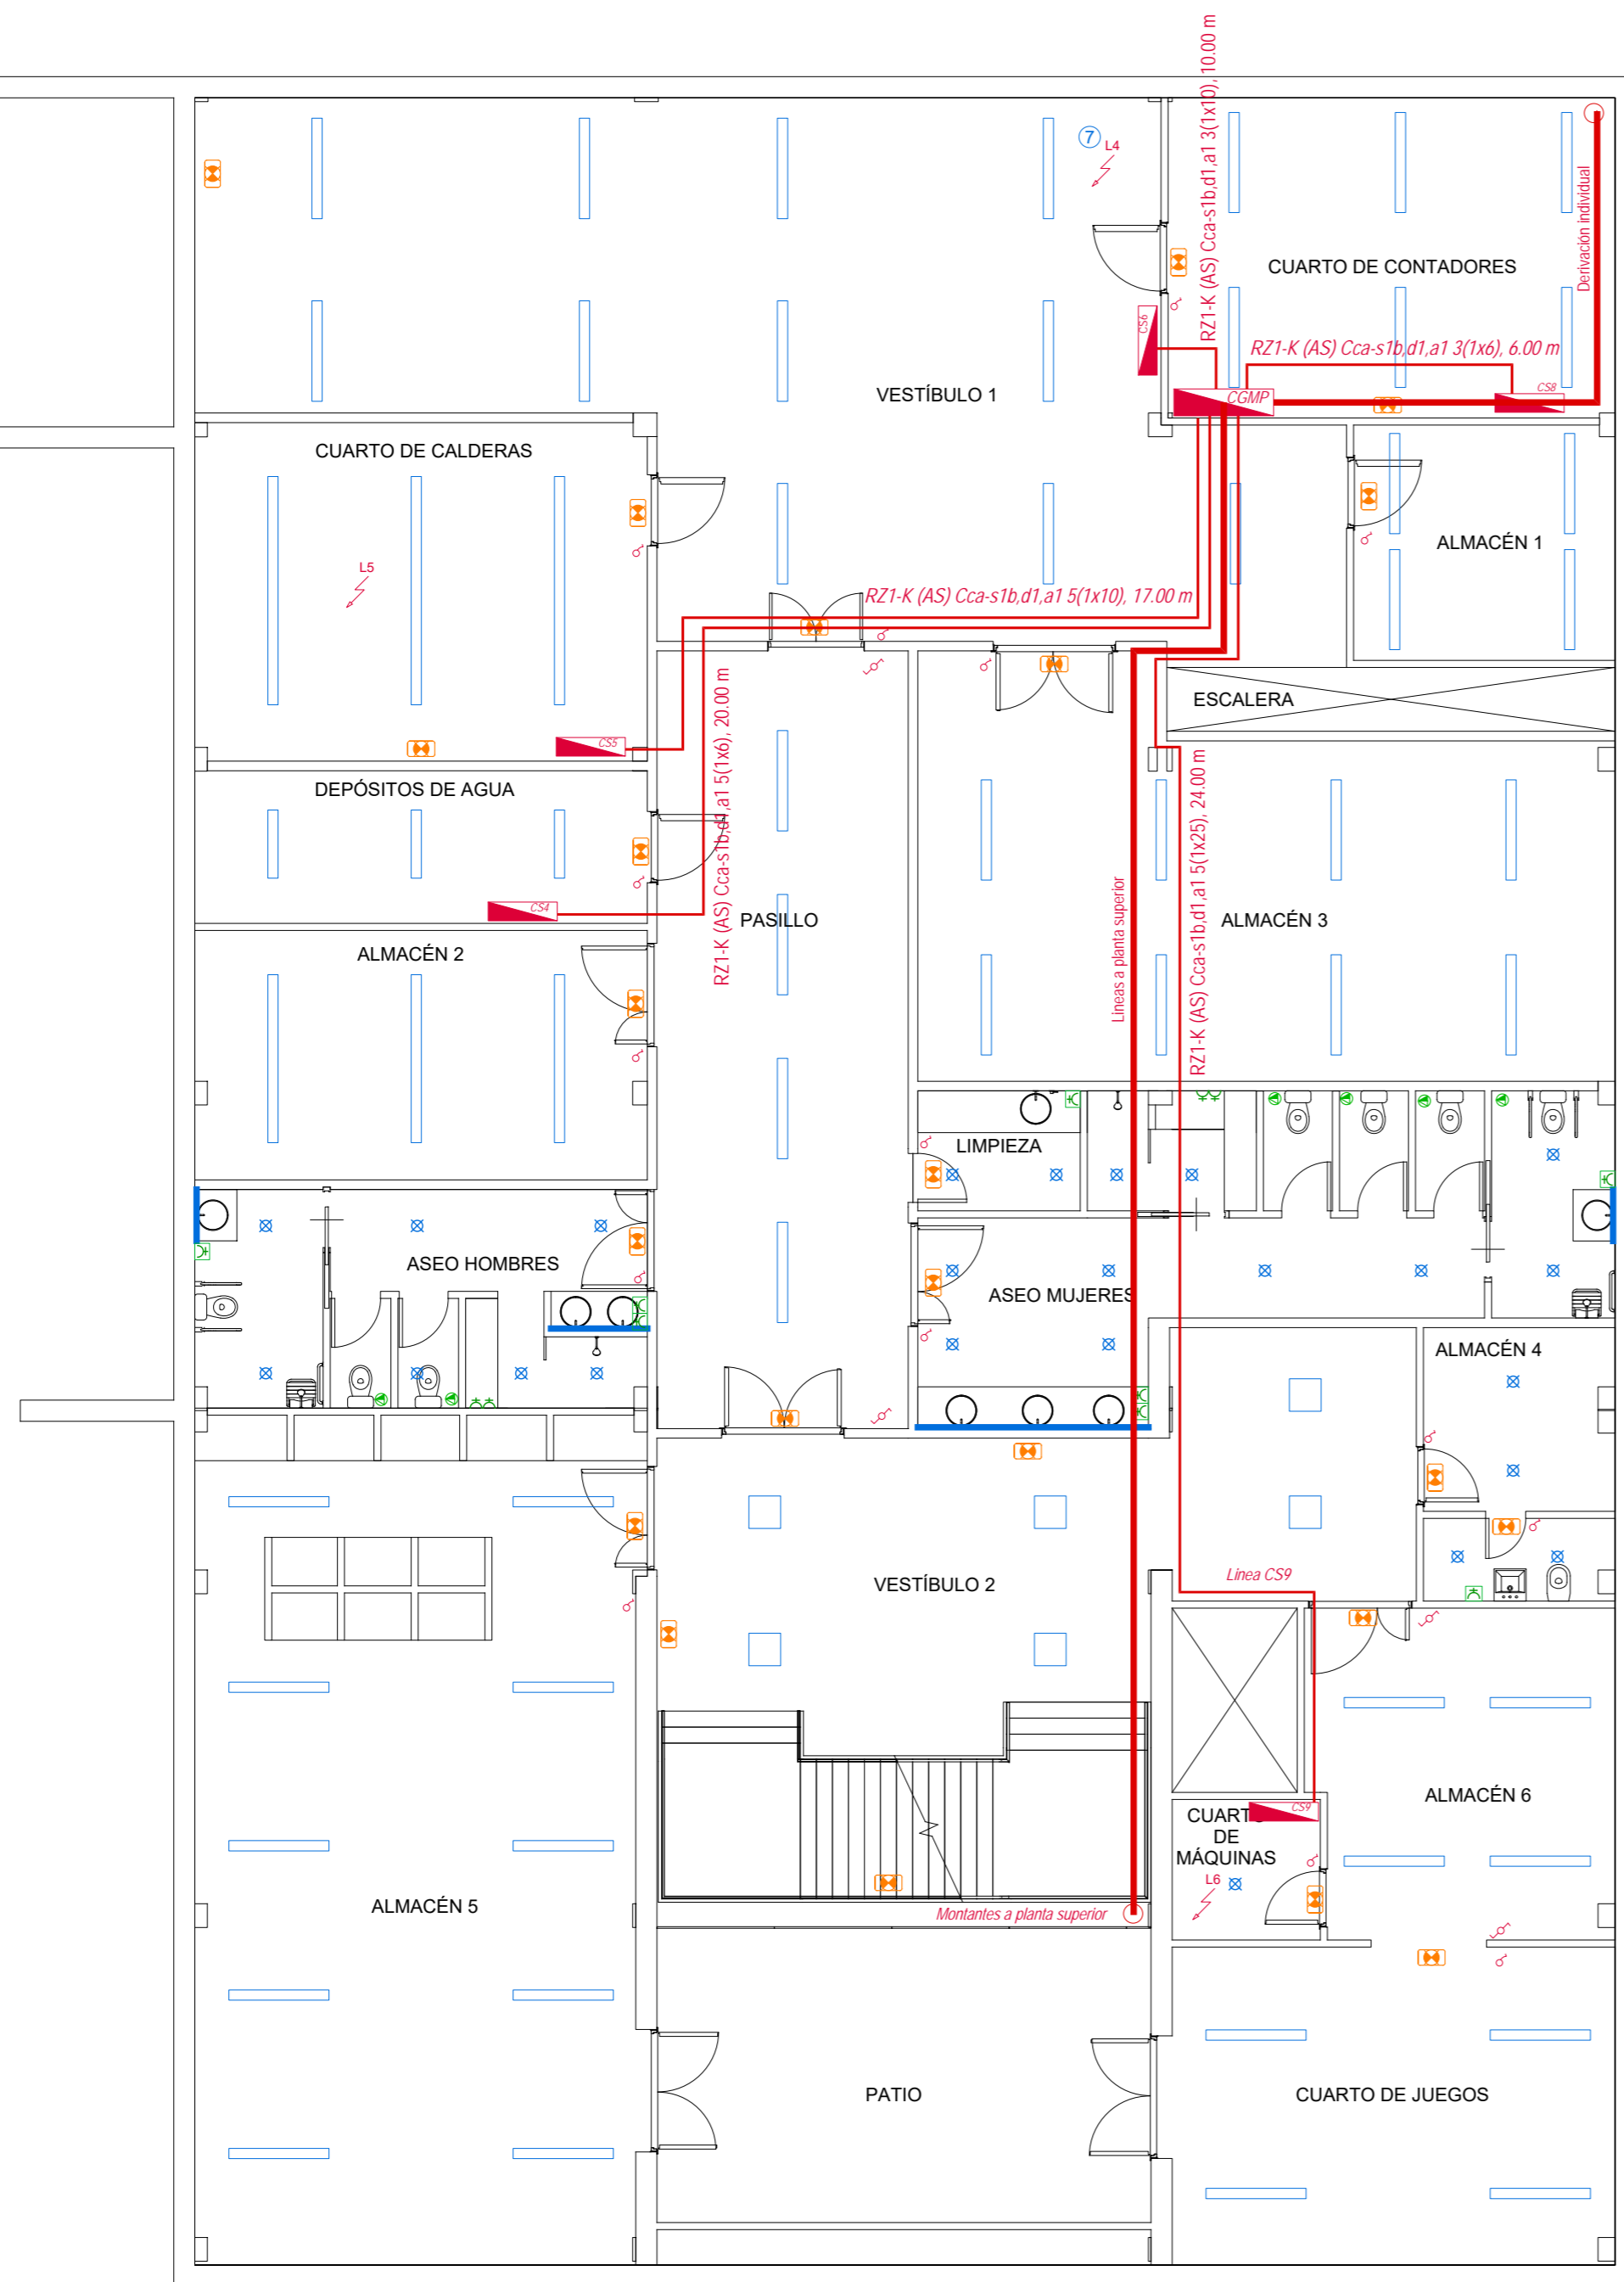 RZ1-K (AS) Cca-s1b,d1,a1 3(1x10), 10.00 m
7
L4
Derivación individual
CUARTO DE CONTADORES
CS6
RZ1-K (AS) Cca-s1b,d1,a1 3(1x6), 6.00 m
VESTÍBULO 1
CGMP
CS8
CUARTO DE CALDERAS
ALMACÉN 1
L5
RZ1-K (AS) Cca-s1b,d1,a1 5(1x10), 17.00 m
ESCALERA
RZ1-K (AS) Cca-s1b,d1,a1 5(1x6), 20.00 m
CS5
DEPÓSITOS DE AGUA
RZ1-K (AS) Cca-s1b,d1,a1 5(1x25), 24.00 m
Lineas a planta superior
CS4
PASILLO
ALMACÉN 3
ALMACÉN 2
LIMPIEZA
ASEO HOMBRES
ASEO MUJERES
ALMACÉN 4
Linea CS9
VESTÍBULO 2
ALMACÉN 6
CS9
CUARTO
DE
MÁQUINAS
L6
ALMACÉN 5
Montantes a planta superior
PATIO
CUARTO DE JUEGOS